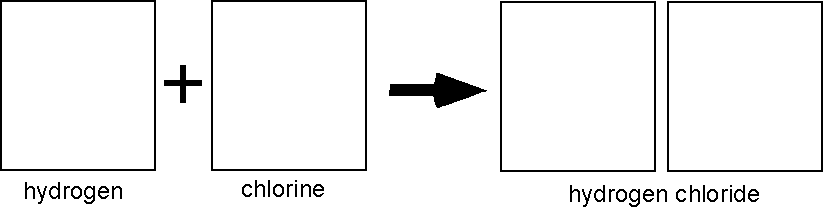 +
hydrogen
chlorine
hydrogen chloride